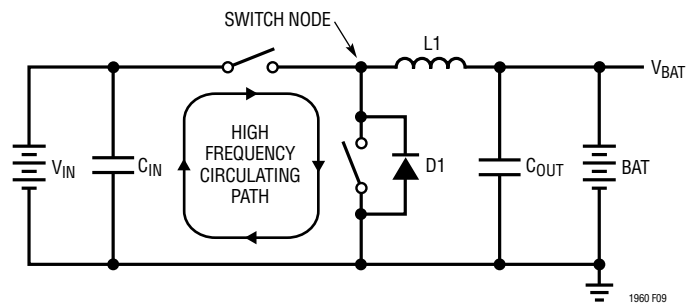 SWITCH NODE
L1
V_BAT
HIGH
FREQUENCY
CIRCULATING
PATH
V_IN
C_IN
D1
C_OUT
BAT
1960 F09